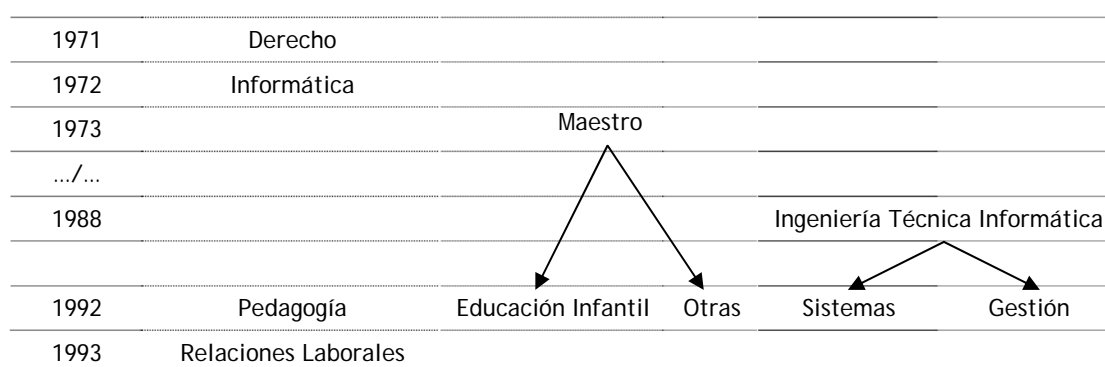 1971 Derecho
1972 Informática
1973 Maestro
.../...
1988 Ingeniería Técnica Informática
1992 Pedagogía Educación Infantil Otras Sistemas Gestión
1993 Relaciones Laborales